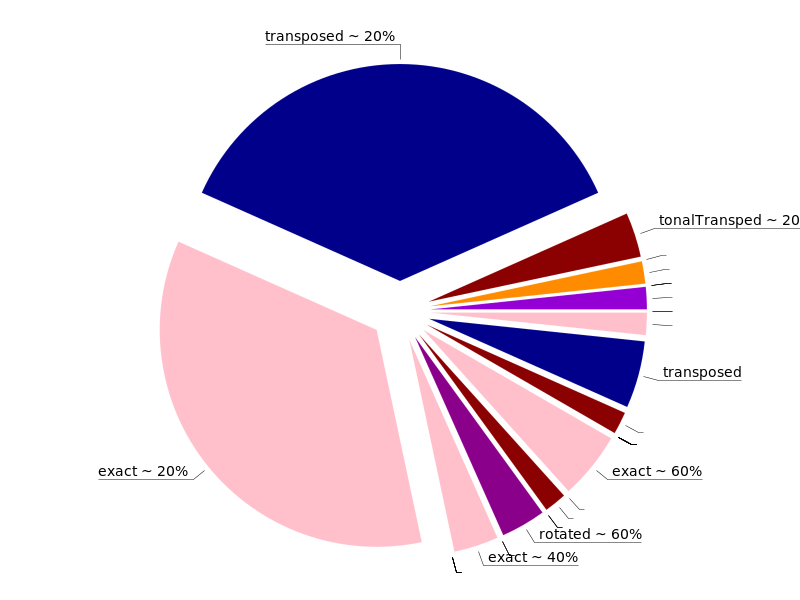 transposed ~ 20%
tonalTransped ~ 20
transposed
exact ~ 20%
exact ~ 60%
rotated ~ 60%
exact ~ 40%